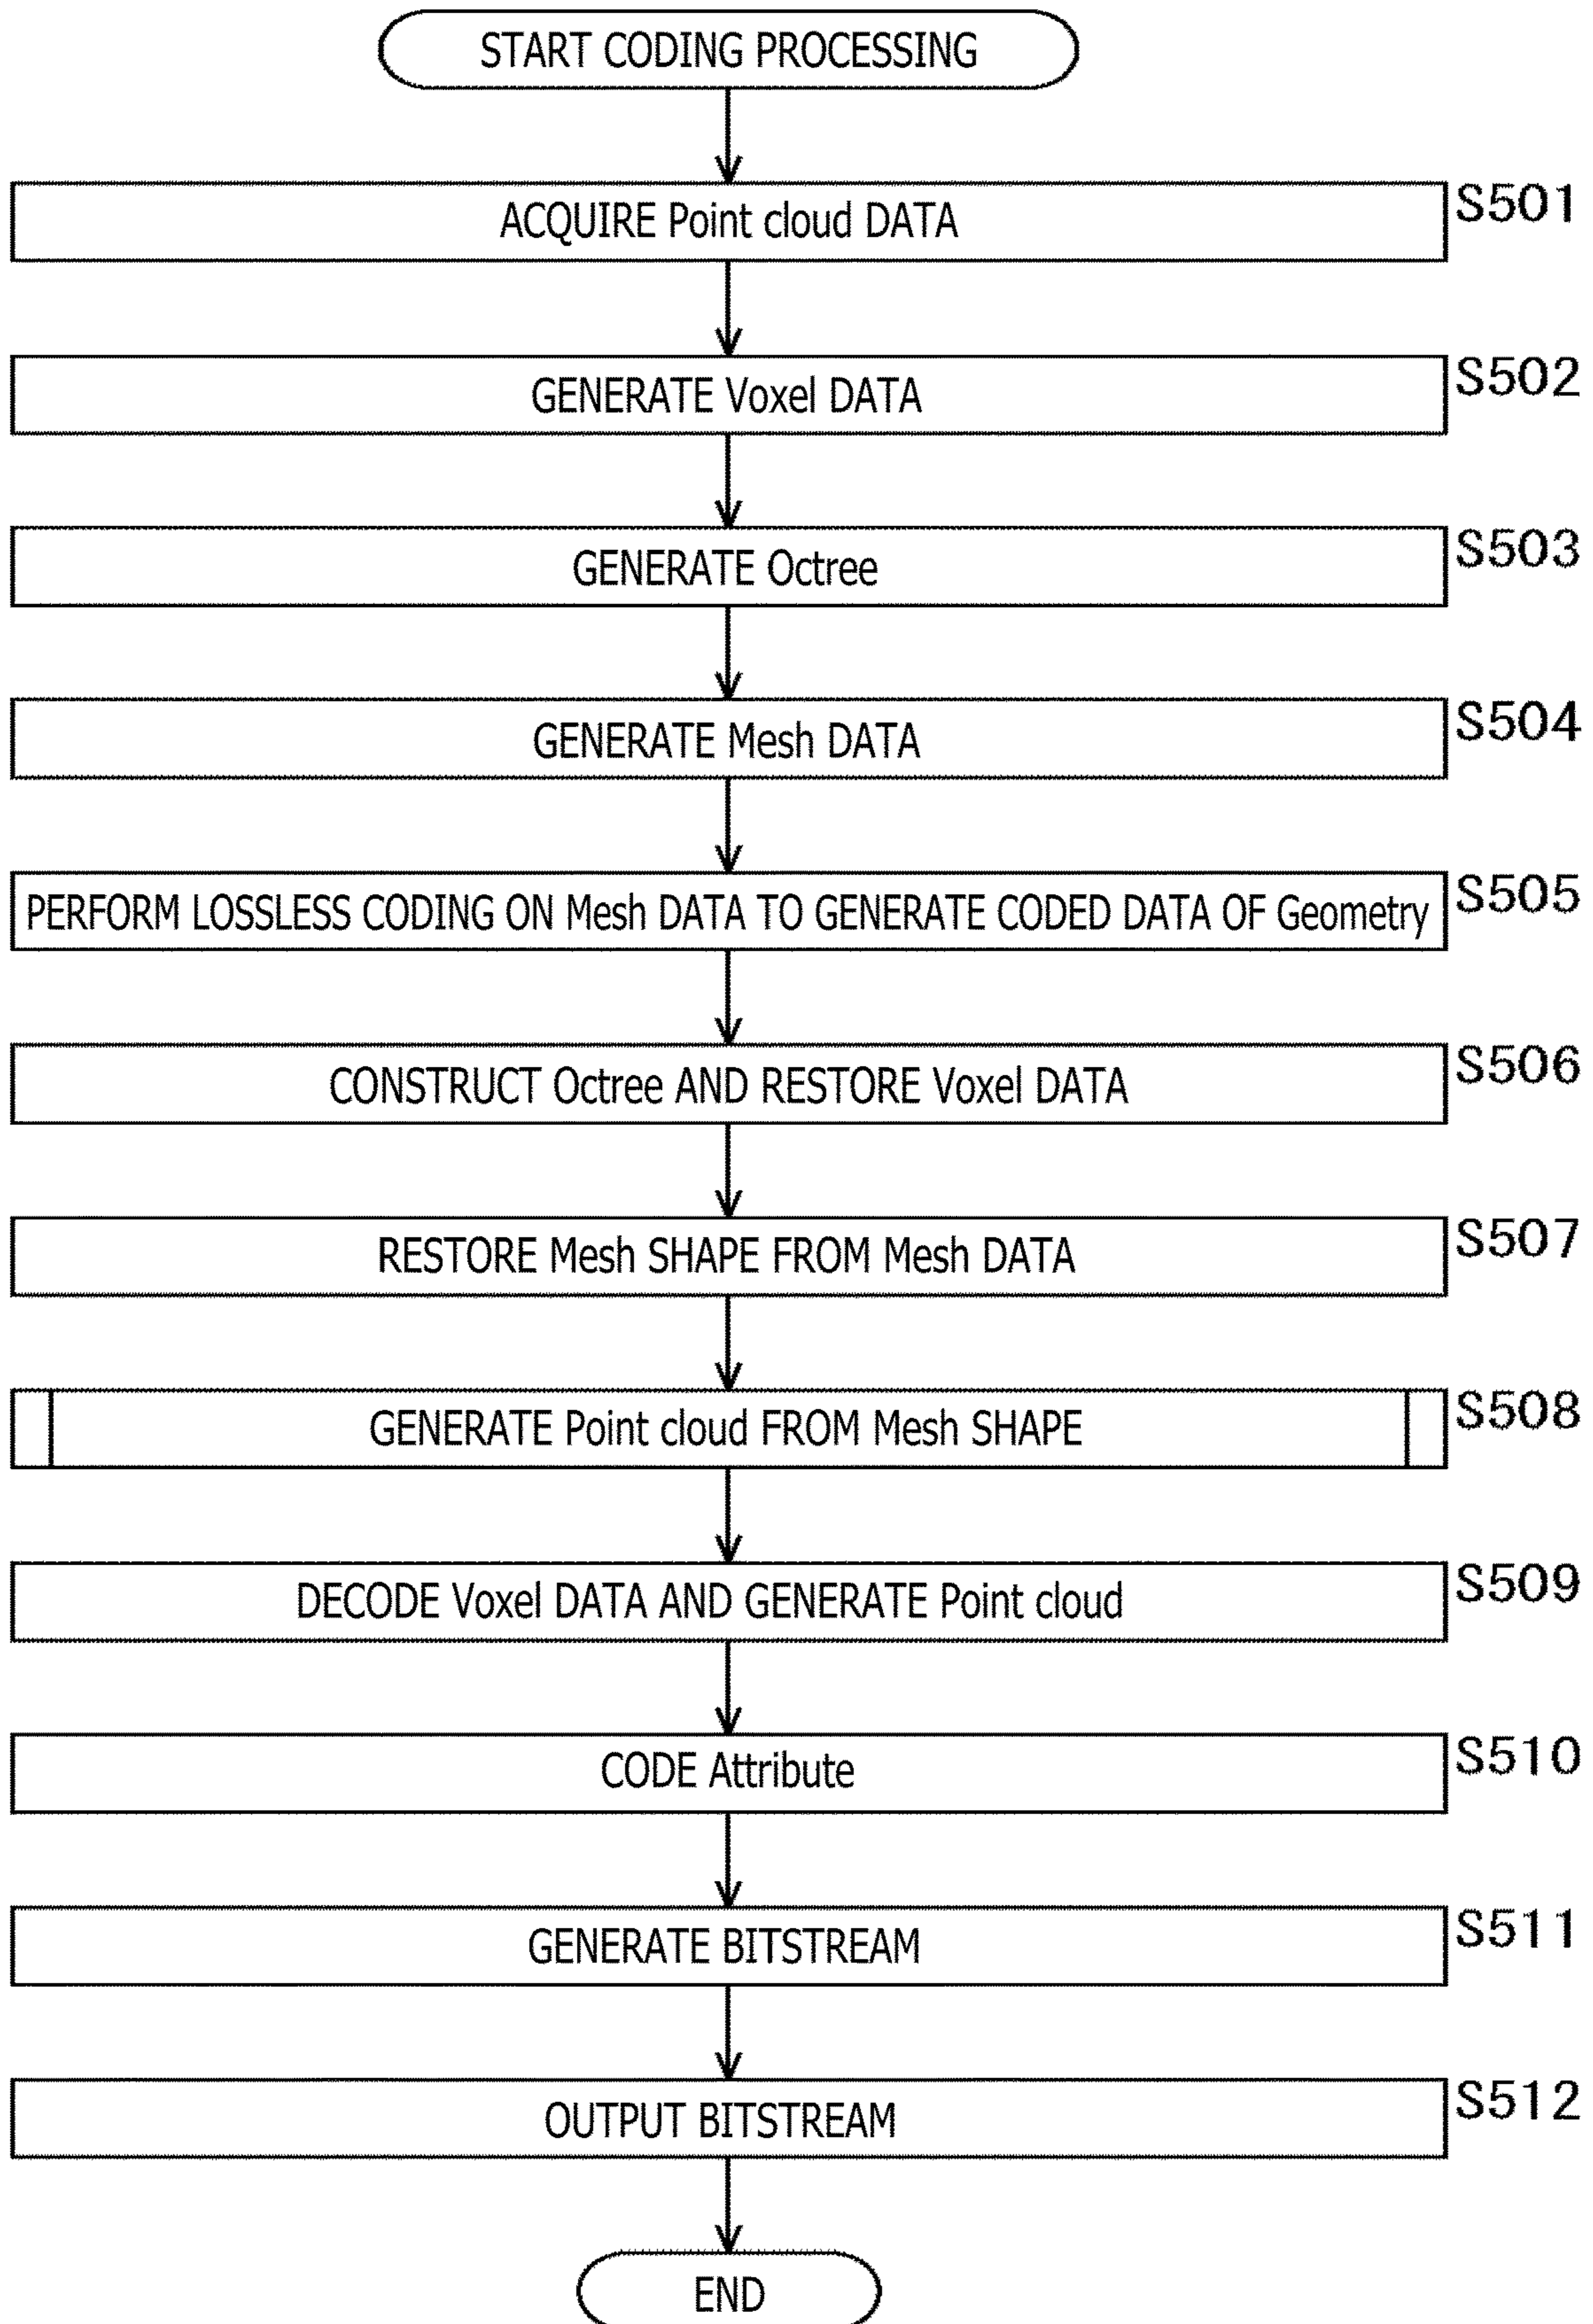 START CODING PROCESSING
ACQUIRE Point cloud DATA
S501
GENERATE Voxel DATA
S502
GENERATE Octree
S503
GENERATE Mesh DATA
S504
PERFORM LOSSLESS CODING ON Mesh DATA TO GENERATE CODED DATA OF Geometry
S505
CONSTRUCT Octree AND RESTORE Voxel DATA
S506
RESTORE Mesh SHAPE FROM Mesh DATA
S507
GENERATE Point cloud FROM Mesh SHAPE
S508
DECODE Voxel DATA AND GENERATE Point cloud
S509
CODE Attribute
S510
GENERATE BITSTREAM
S511
OUTPUT BITSTREAM
S512
END